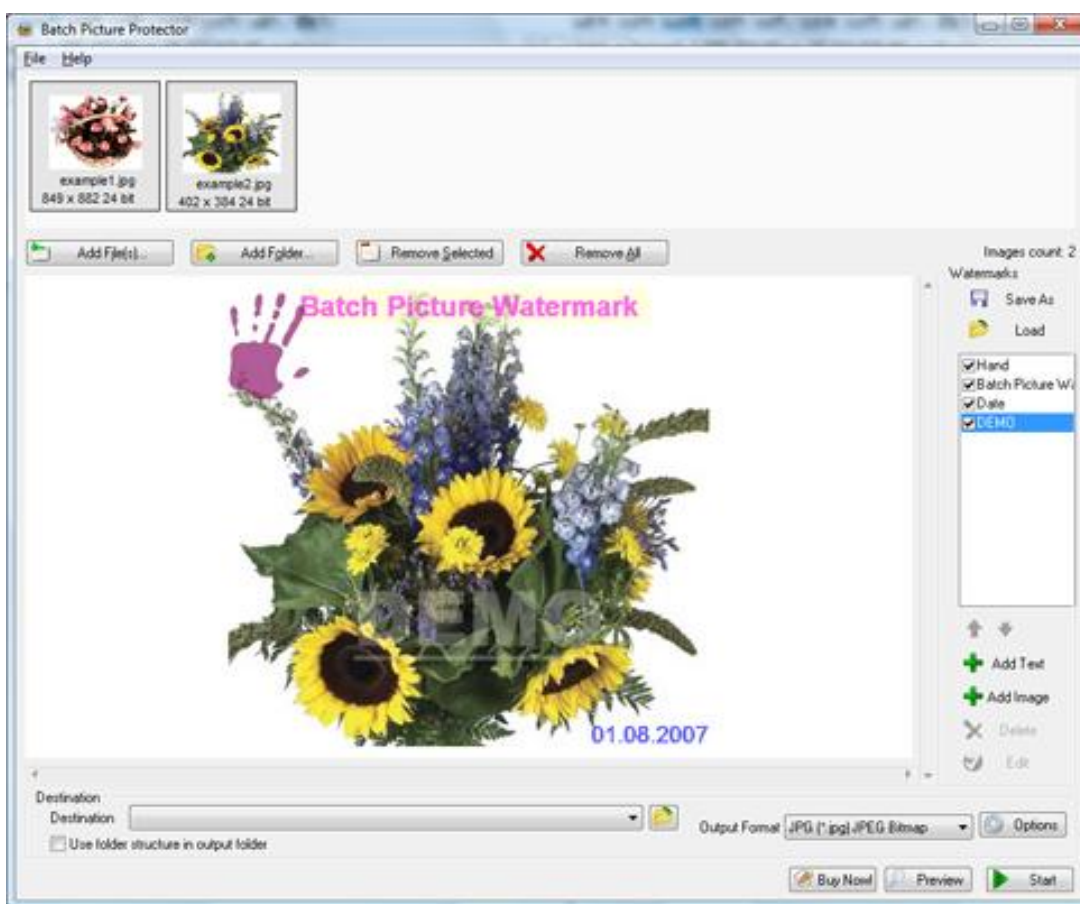 Batch Picture Protector
File Help
example1.jpg
849 x 882 24 bit
example2.jpg
402 x 384 24 bit
Add File(s)...
Add Folder...
Remove Selected
Remove All
Images count: 2
Watermarks
Save As
Load
Batch Picture Watermark
Hand
Batch Picture Wa
Date
DEMO
DEMO
01.08.2007
Add Text
Add Image
Delete
Edit
Destination
Destination
Use folder structure in output folder
Output Format JPG (*.jpg) JPEG Bitmap
Options
Buy Now!
Preview
Start